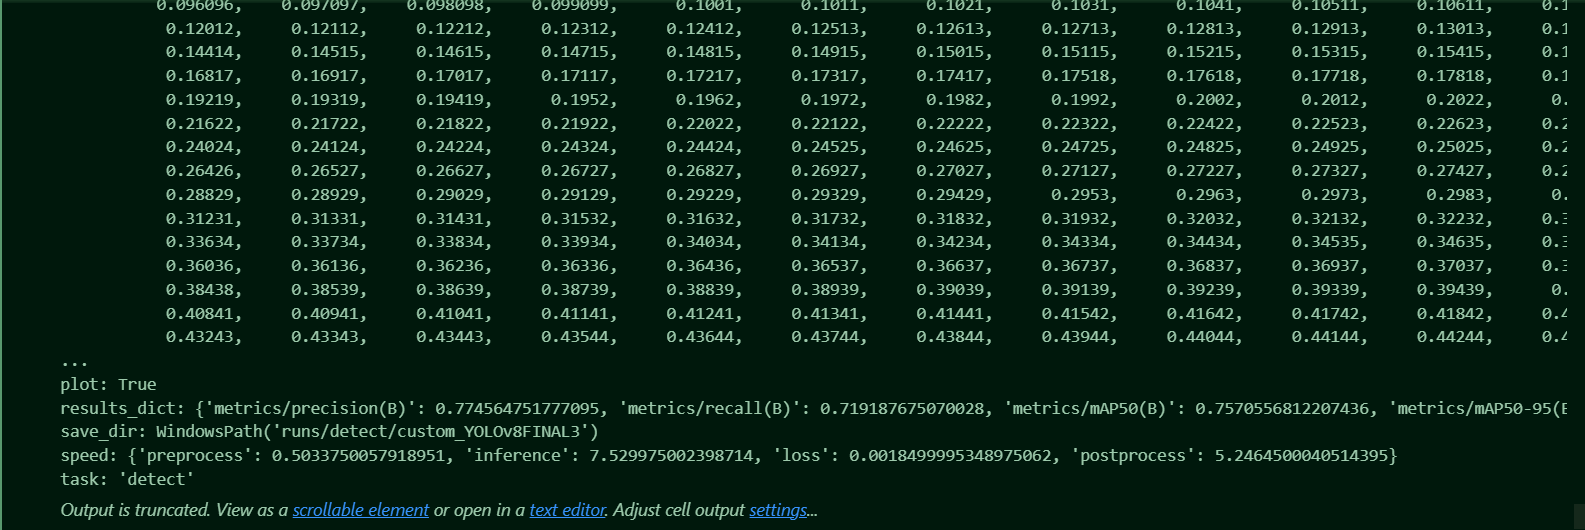 0.096096, 0.097097, 0.098098, 0.099099, 0.1001, 0.1011, 0.1021, 0.1031, 0.1041, 0.10511, 0.10611, 0.1
0.12012, 0.12112, 0.12212, 0.12312, 0.12412, 0.12513, 0.12613, 0.12713, 0.12813, 0.12913, 0.13013, 0.1
0.14414, 0.14515, 0.14615, 0.14715, 0.14815, 0.14915, 0.15015, 0.15115, 0.15215, 0.15315, 0.15415, 0.1
0.16817, 0.16917, 0.17017, 0.17117, 0.17217, 0.17317, 0.17417, 0.17518, 0.17618, 0.17718, 0.17818, 0.1
0.19219, 0.19319, 0.19419, 0.1952, 0.1962, 0.1972, 0.1982, 0.1992, 0.2002, 0.2012, 0.2022, 0.
0.21622, 0.21722, 0.21822, 0.21922, 0.22022, 0.22122, 0.22222, 0.22322, 0.22422, 0.22523, 0.22623, 0.2
0.24024, 0.24124, 0.24224, 0.24324, 0.24424, 0.24525, 0.24625, 0.24725, 0.24825, 0.24925, 0.25025, 0.2
0.26426, 0.26527, 0.26627, 0.26727, 0.26827, 0.26927, 0.27027, 0.27127, 0.27227, 0.27327, 0.27427, 0.2
0.28829, 0.28929, 0.29029, 0.29129, 0.29229, 0.29329, 0.29429, 0.2953, 0.2963, 0.2973, 0.2983, 0.
0.31231, 0.31331, 0.31431, 0.31532, 0.31632, 0.31732, 0.31832, 0.31932, 0.32032, 0.32132, 0.32232, 0.3
0.33634, 0.33734, 0.33834, 0.33934, 0.34034, 0.34134, 0.34234, 0.34334, 0.34434, 0.34535, 0.34635, 0.3
0.36036, 0.36136, 0.36236, 0.36336, 0.36436, 0.36537, 0.36637, 0.36737, 0.36837, 0.36937, 0.37037, 0.3
0.38438, 0.38539, 0.38639, 0.38739, 0.38839, 0.38939, 0.39039, 0.39139, 0.39239, 0.39339, 0.39439, 0.
0.40841, 0.40941, 0.41041, 0.41141, 0.41241, 0.41341, 0.41441, 0.41542, 0.41642, 0.41742, 0.41842, 0.4
0.43243, 0.43343, 0.43443, 0.43544, 0.43644, 0.43744, 0.43844, 0.43944, 0.44044, 0.44144, 0.44244, 0.4
...
plot: True
results_dict: {'metrics/precision(B)': 0.774564751777095, 'metrics/recall(B)': 0.719187675070028, 'metrics/mAP50(B)': 0.7570556812207436, 'metrics/mAP50-95(B
save_dir: WindowsPath('runs/detect/custom_YOLOv8FINAL3')
speed: {'preprocess': 0.5033750057918951, 'inference': 7.529975002398714, 'loss': 0.0018499995348975062, 'postprocess': 5.2464500040514395}
task: 'detect'
Output is truncated. View as a scrollable element or open in a text editor. Adjust cell output settings...